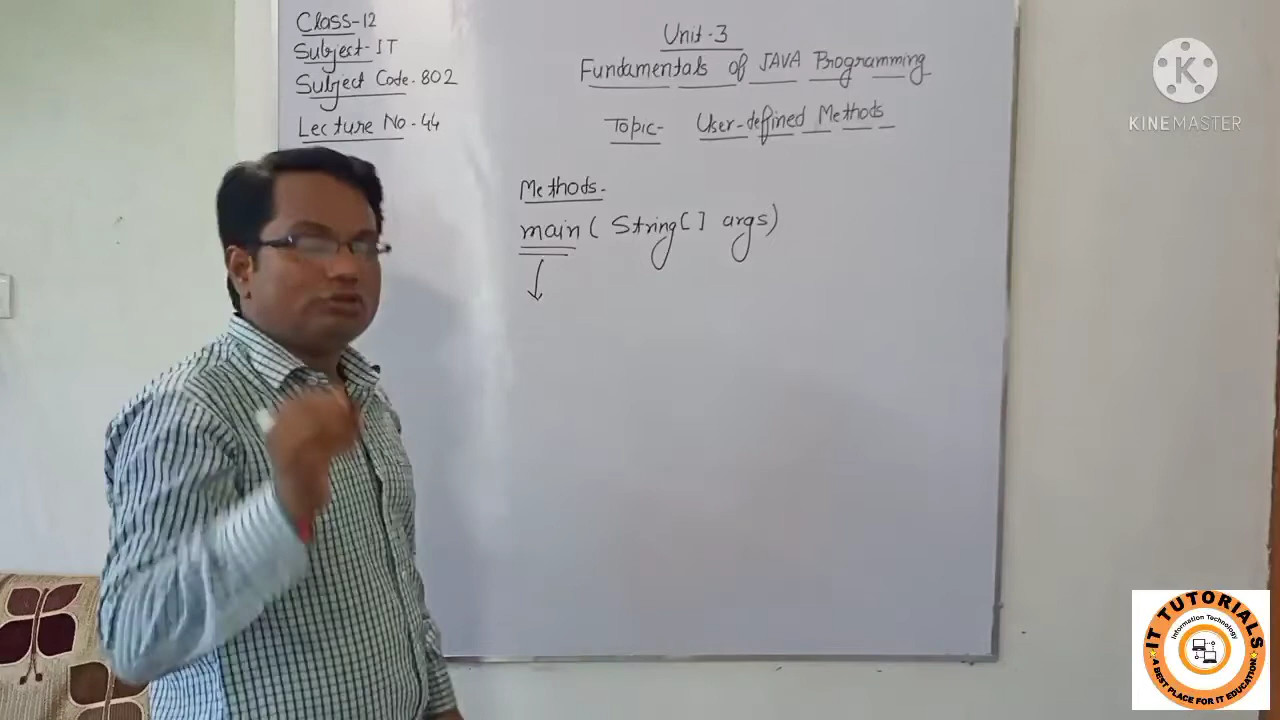 Class-12
Subject-IT
Subject Code-802
Lecture No-44
Unit-3
Fundamentals of JAVA Programming
Topic- User-defined Methods
Methods-
main( String[] args)
K
KINEMASTER
IT TUTORIALS
Information Technology
A BEST PLACE FOR IT EDUCATION